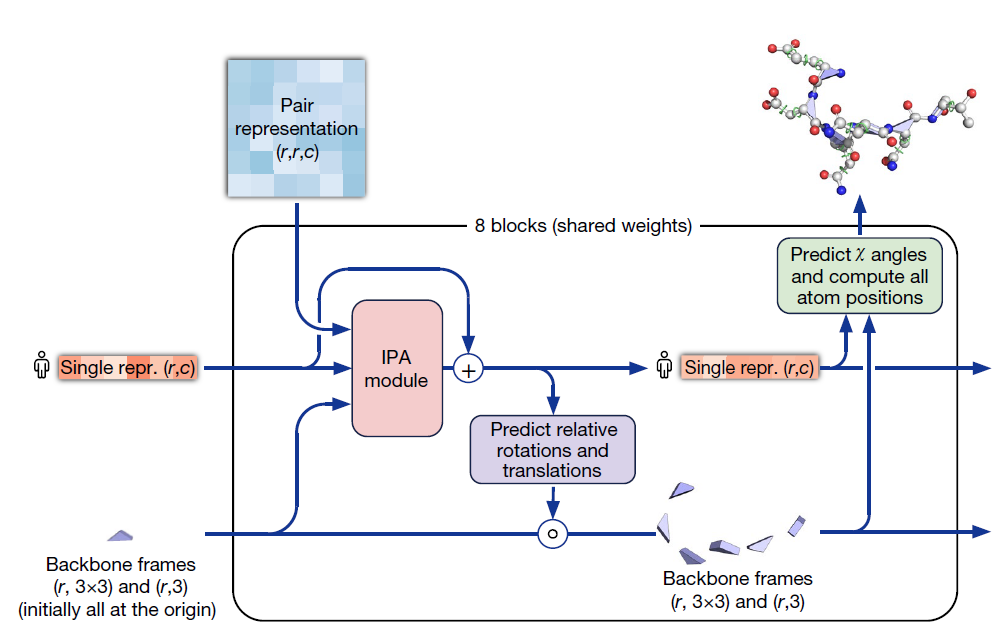 Pair
representation
(r,r,c)
8 blocks (shared weights)
Predict χ angles
and compute all
atom positions
IPA
module
Single repr. (r,c)
+
Single repr. (r,c)
Predict relative
rotations and
translations
Backbone frames
(r, 3×3) and (r,3)
(initially all at the origin)
Backbone frames
(r, 3×3) and (r,3)